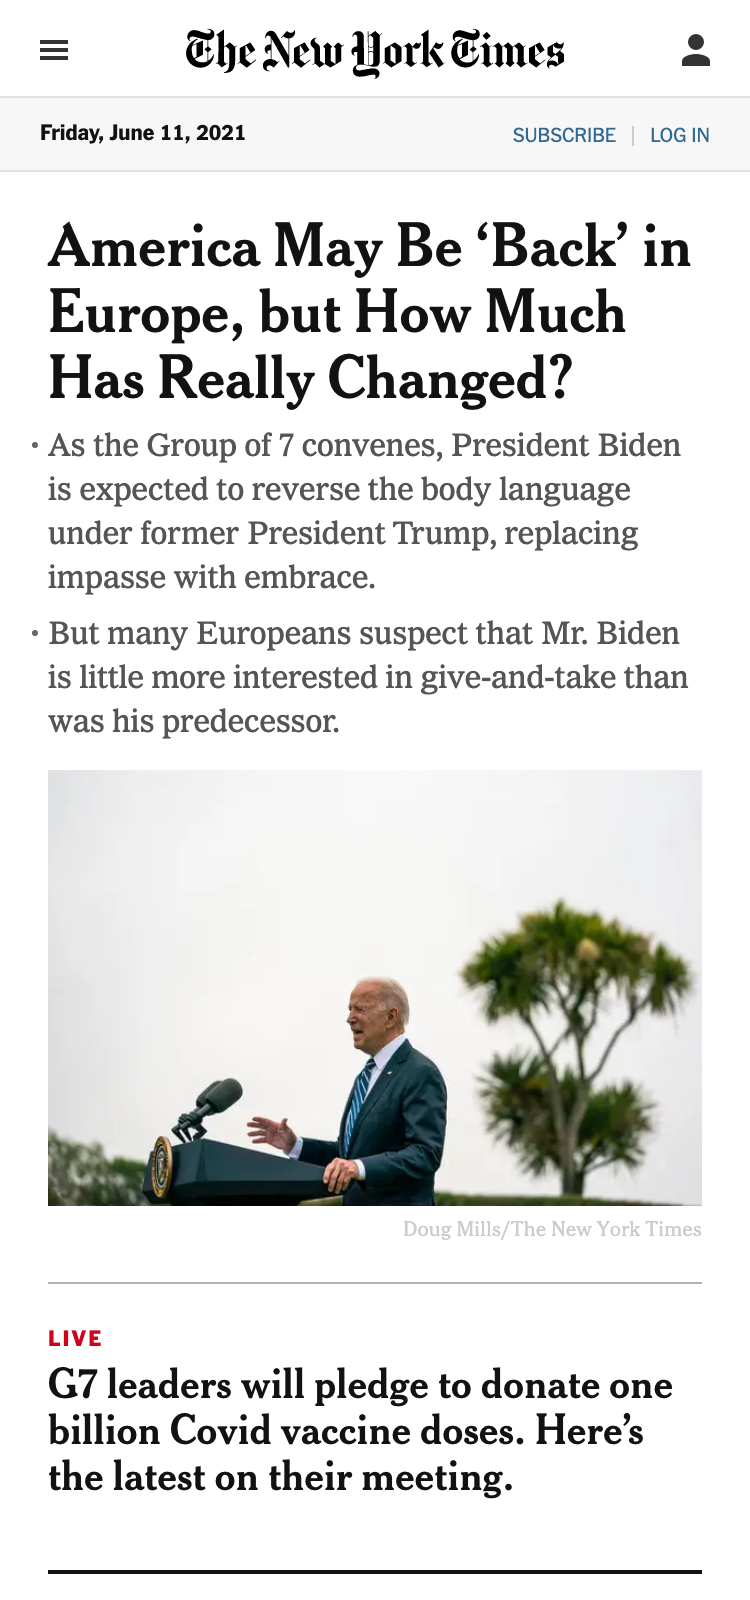 The New York Times
Friday, June 11, 2021
SUBSCRIBE | LOG IN
America May Be ‘Back’ in
Europe, but How Much
Has Really Changed?
• As the Group of 7 convenes, President Biden
is expected to reverse the body language
under former President Trump, replacing
impasse with embrace.
• But many Europeans suspect that Mr. Biden
is little more interested in give-and-take than
was his predecessor.
Doug Mills/The New York Times
LIVE
G7 leaders will pledge to donate one
billion Covid vaccine doses. Here’s
the latest on their meeting.